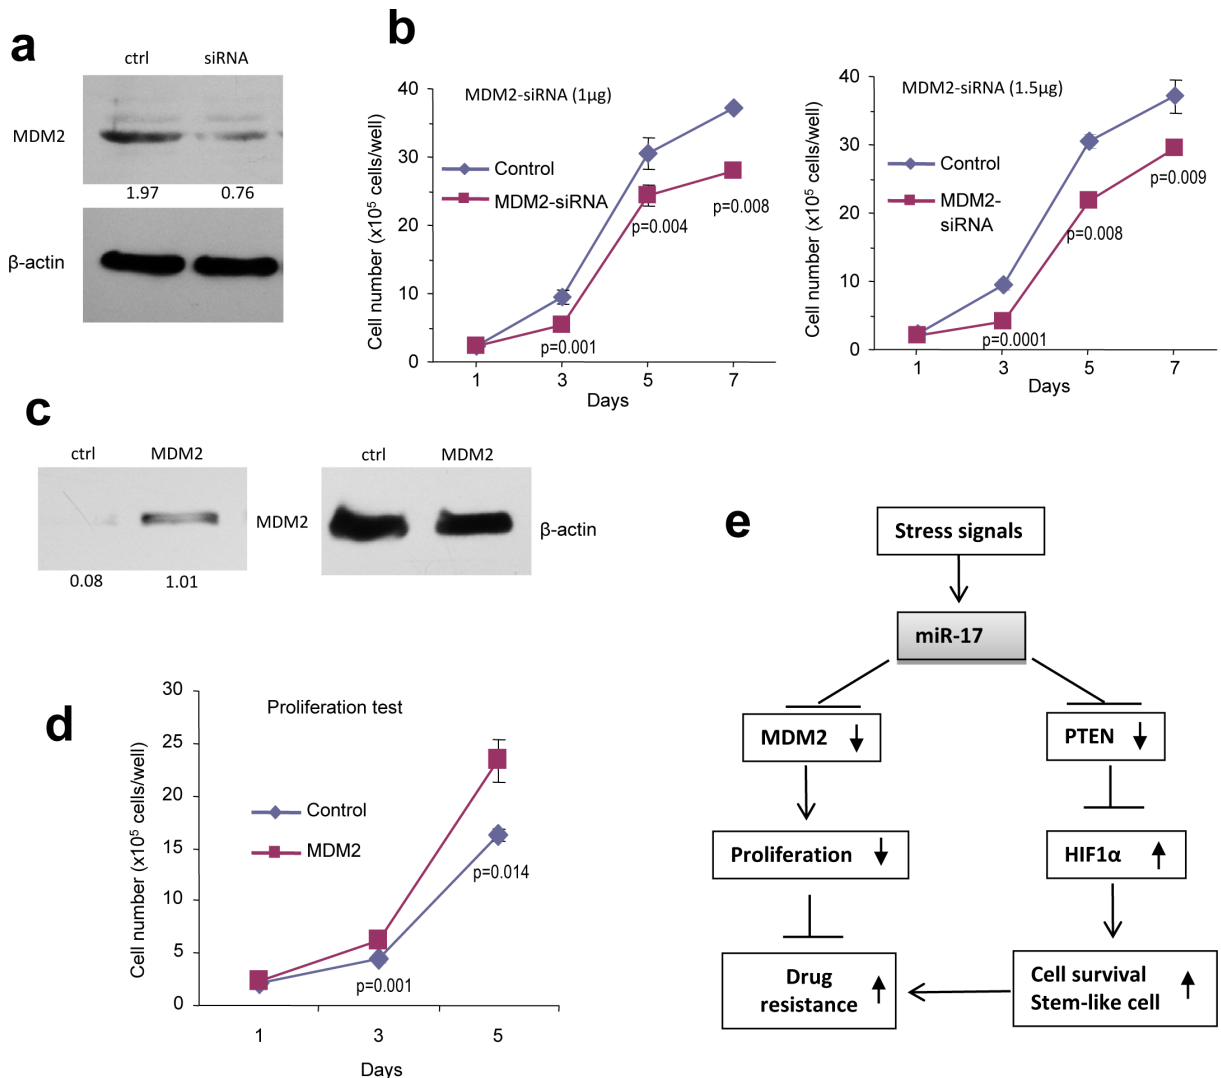 a
ctrl siRNA
MDM2
1.97 0.76
β-actin
b
MDM2-siRNA (1μg)
Cell number (x10⁵ cells/well)
40
30
20
10
0
Control
MDM2-siRNA
p=0.001
p=0.004
p=0.008
1 3 5 7
Days
MDM2-siRNA (1.5μg)
Cell number (x10⁵ cells/well)
40
30
20
10
0
Control
MDM2-
siRNA
p=0.0001
p=0.008
p=0.009
1 3 5 7
Days
c
ctrl MDM2
MDM2
0.08 1.01
ctrl MDM2
β-actin
d
Proliferation test
Cell number (x10⁵ cells/well)
30
25
20
15
10
5
0
Control
MDM2
p=0.001
p=0.014
1 3 5
Days
e
Stress signals
miR-17
MDM2
PTEN
Proliferation
HIF1α
Drug
resistance
Cell survival
Stem-like cell